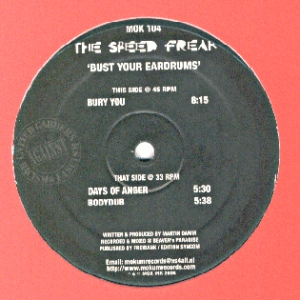 MOK 104
THE SPEED FREAK
'BUST YOUR EARDRUMS'
THIS SIDE @ 45 RPM
BURY YOU 8:15
THAT SIDE @ 33 RPM
DAYS OF ANGER 5:30
BODYDUB 5:38
WRITTEN & PRODUCED BY MARTIN DAMM
RECORDED & MIXED @ BEAVER'S PARADISE
PUBLISHED BY FREIBANK / EDITION SYNCOM
Email: mokumrecords@xs4all.nl
http://www.mokumrecords.com